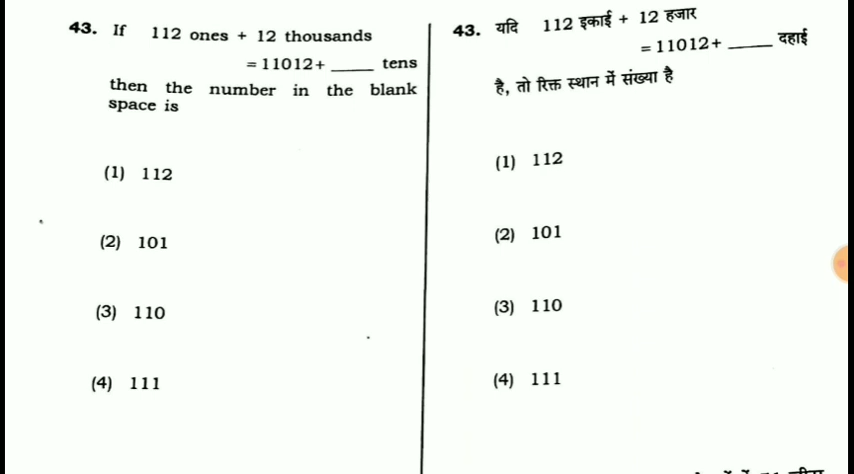 43. If 112 ones + 12 thousands
= 11012+ _____ tens
then the number in the blank
space is
(1) 112
(2) 101
(3) 110
(4) 111
43. यदि 112 इकाई + 12 हजार
= 11012+ _____ दहाई
है, तो रिक्त स्थान में संख्या है
(1) 112
(2) 101
(3) 110
(4) 111